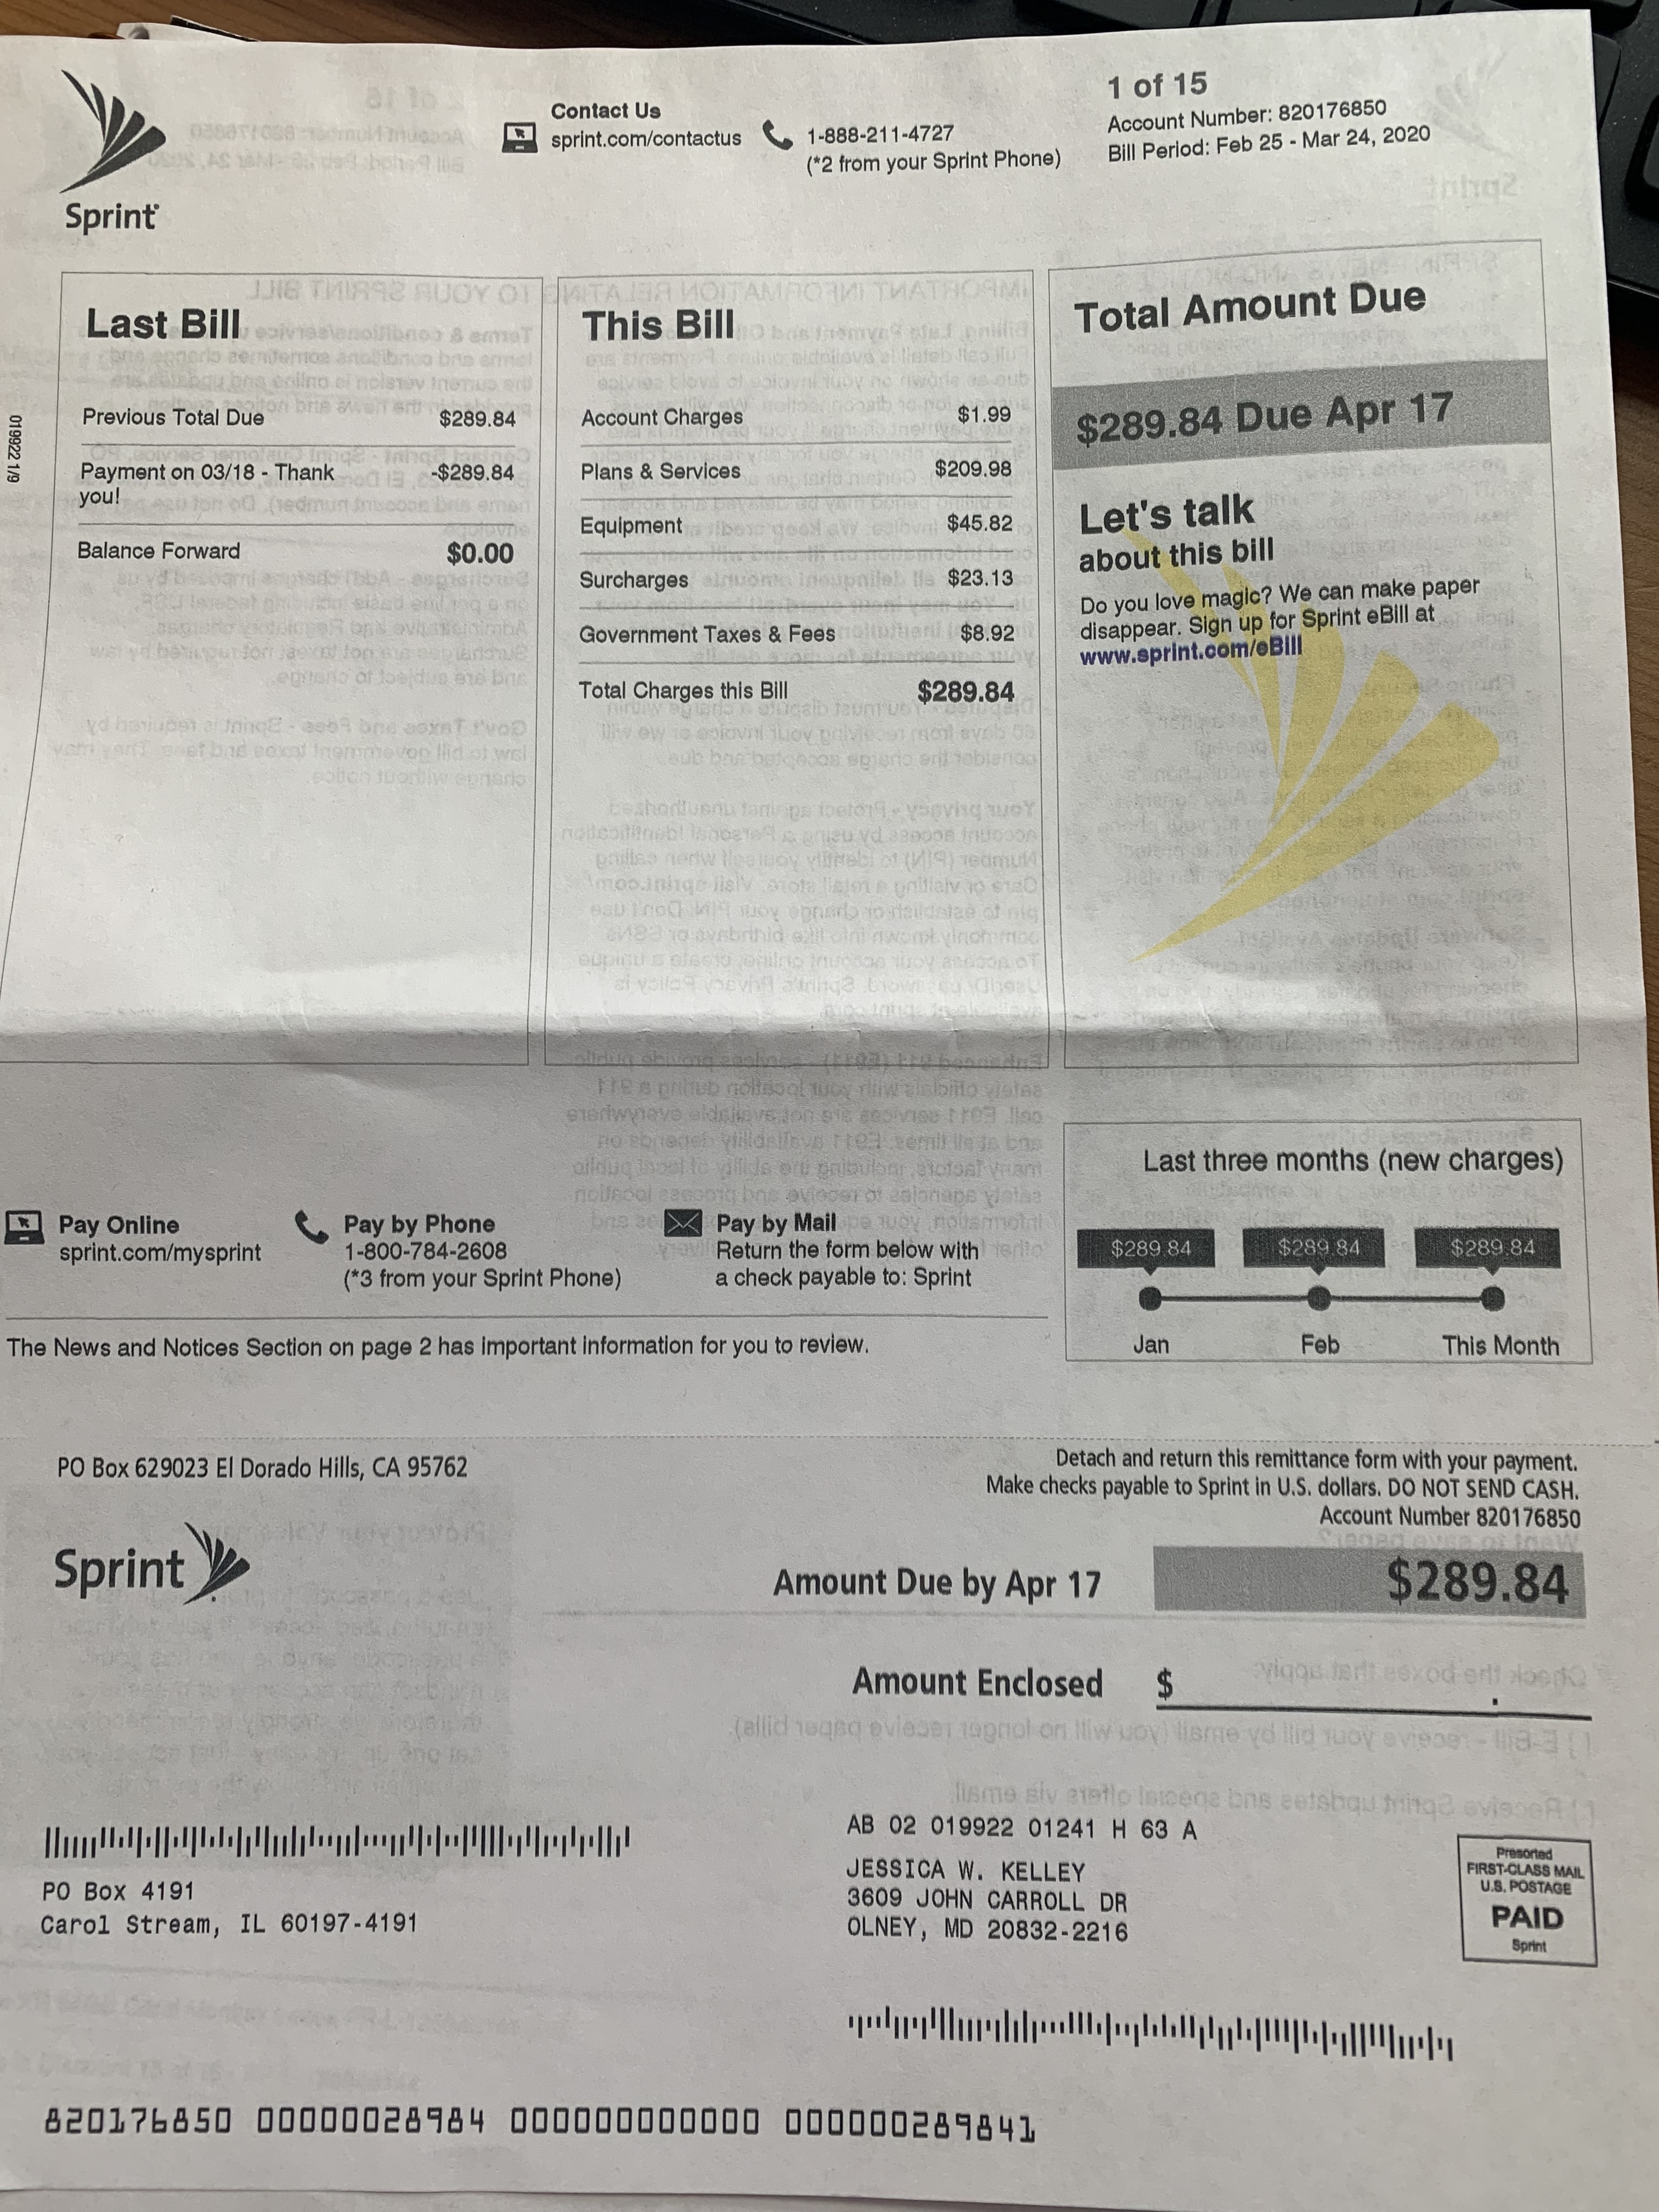 Sprint
Contact Us
sprint.com/contactus
1-888-211-4727
(*2 from your Sprint Phone)
1 of 15
Account Number: 820176850
Bill Period: Feb 25 - Mar 24, 2020
019922 1/9
Last Bill
Previous Total Due $289.84
Payment on 03/18 - Thank -$289.84
you!
Balance Forward $0.00
This Bill
Account Charges $1.99
Plans & Services $209.98
Equipment $45.82
Surcharges $23.13
Government Taxes & Fees $8.92
Total Charges this Bill $289.84
Total Amount Due
$289.84 Due Apr 17
Let's talk
about this bill
Do you love magic? We can make paper
disappear. Sign up for Sprint eBill at
www.sprint.com/eBill
Pay Online
sprint.com/mysprint
Pay by Phone
1-800-784-2608
(*3 from your Sprint Phone)
Pay by Mail
Return the form below with
a check payable to: Sprint
Last three months (new charges)
$289.84 $289.84 $289.84
Jan Feb This Month
The News and Notices Section on page 2 has important information for you to review.
PO Box 629023 El Dorado Hills, CA 95762
Detach and return this remittance form with your payment.
Make checks payable to Sprint in U.S. dollars. DO NOT SEND CASH.
Account Number 820176850
Sprint
Amount Due by Apr 17 $289.84
Amount Enclosed $ .
PO Box 4191
Carol Stream, IL 60197-4191
AB 02 019922 01241 H 63 A
JESSICA W. KELLEY
3609 JOHN CARROLL DR
OLNEY, MD 20832-2216
Presorted
FIRST-CLASS MAIL
U.S. POSTAGE
PAID
Sprint
820176850 00000028984 000000000000 000000289841